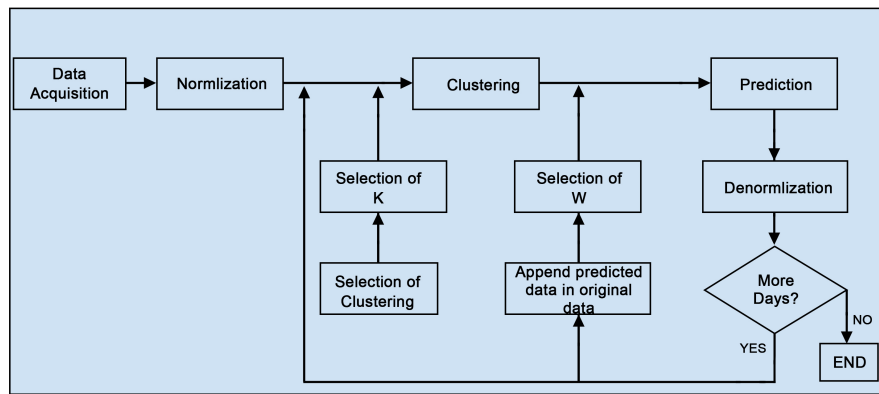 Data
Acquisition
Normlization
Clustering
Prediction
Selection of
K
Selection of
W
Denormlization
Selection of
Clustering
Append predicted
data in original
data
More
Days?
YES
NO
END